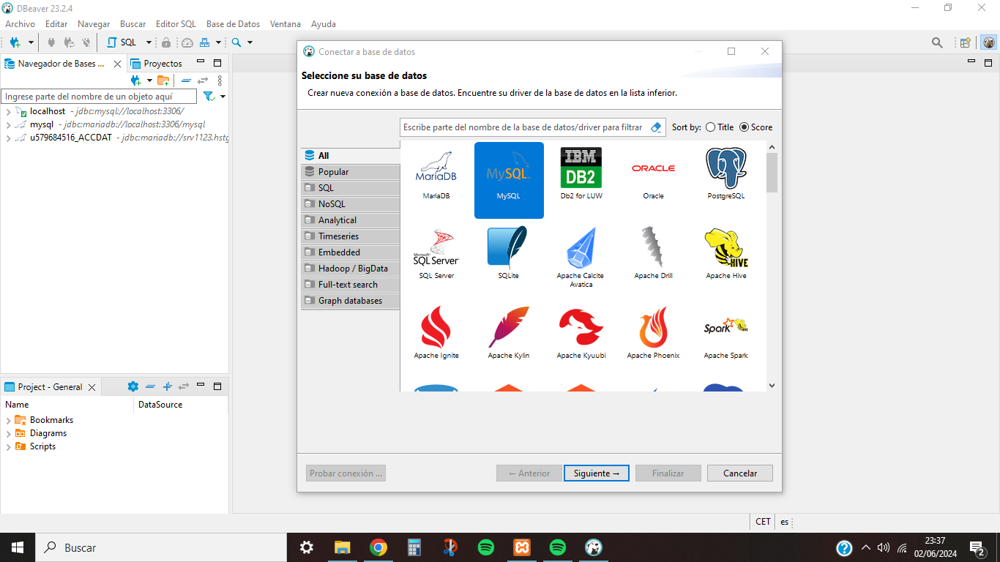 DBeaver 23.2.4
Archivo Editar Navegar Buscar Editor SQL Base de Datos Ventana Ayuda
SQL
Navegador de Bases ... Proyectos
Ingrese parte del nombre de un objeto aquí
localhost - jdbc:mysql://localhost:3306/
mysql - jdbc:mariadb://localhost:3306/mysql
u579684516_ACCDAT - jdbc:mariadb://srv1123.hstg
Project - General
Name DataSource
Bookmarks
Diagrams
Scripts
Conectar a base de datos
Seleccione su base de datos
Crear nueva conexión a base de datos. Encuentre su driver de la base de datos en la lista inferior.
Escribe parte del nombre de la base de datos/driver para filtrar Sort by: Title Score
All
Popular
SQL
NoSQL
Analytical
Timeseries
Embedded
Hadoop / BigData
Full-text search
Graph databases
MariaDB MySQL IBM DB2 ORACLE
MariaDB MySQL Db2 for LUW Oracle PostgreSQL
Microsoft SQL Server HIVE
SQL Server SQLite Apache Calcite Avatica Apache Drill Apache Hive
Spark
Apache Ignite Apache Kylin Apache Kyuubi Apache Phoenix Apache Spark
Probar conexión ... ← Anterior Siguiente → Finalizar Cancelar
CET es
Buscar
23:37
02/06/2024
2